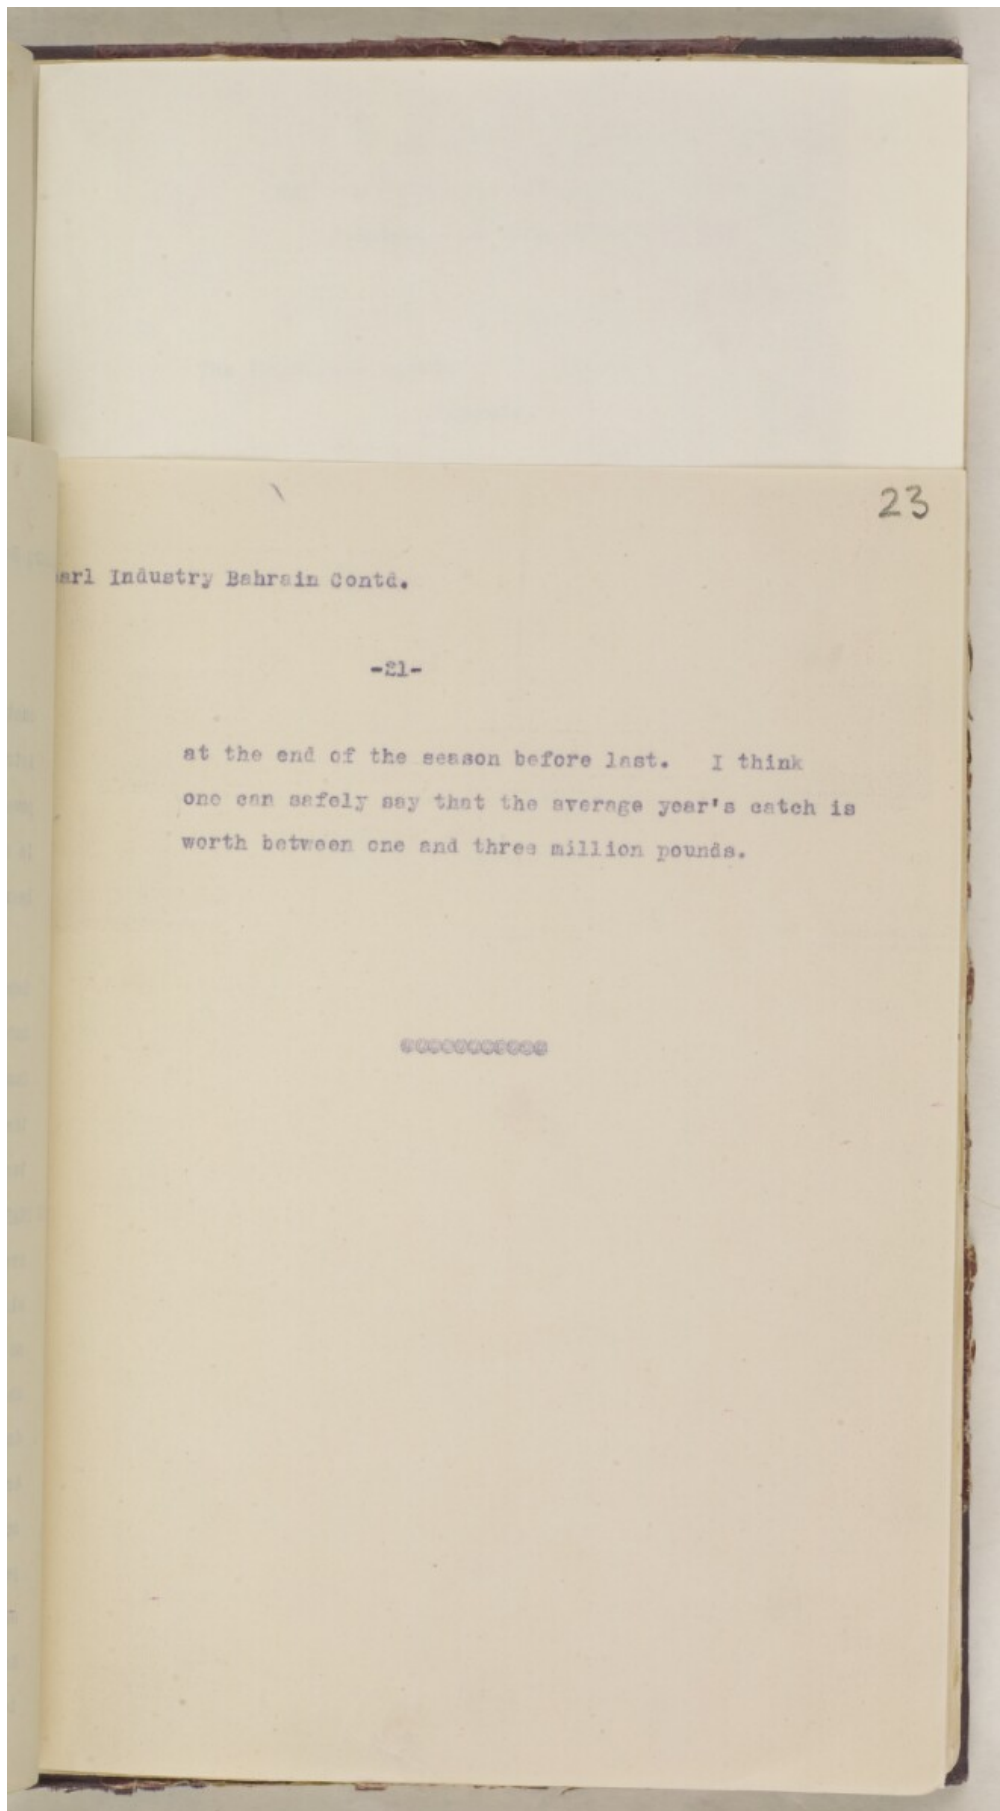 23
earl Industry Bahrain Contd.
-21-
at the end of the season before last. I think
one can safely say that the average year's catch is
worth between one and three million pounds.